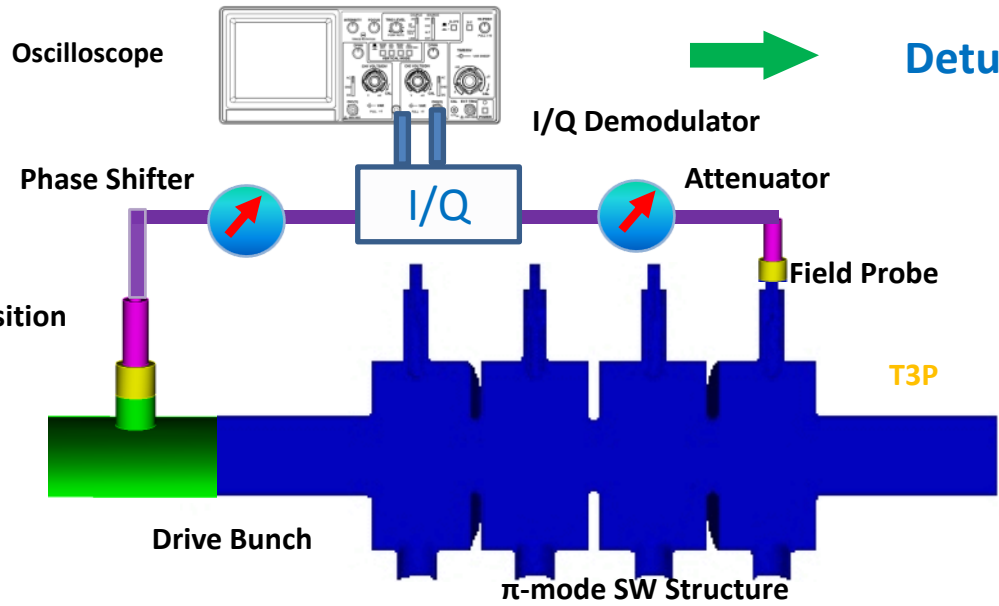 Oscilloscope
Detu
I/Q Demodulator
Phase Shifter
Attenuator
I/Q
Field Probe
sition
T3P
Drive Bunch
π-mode SW Structure